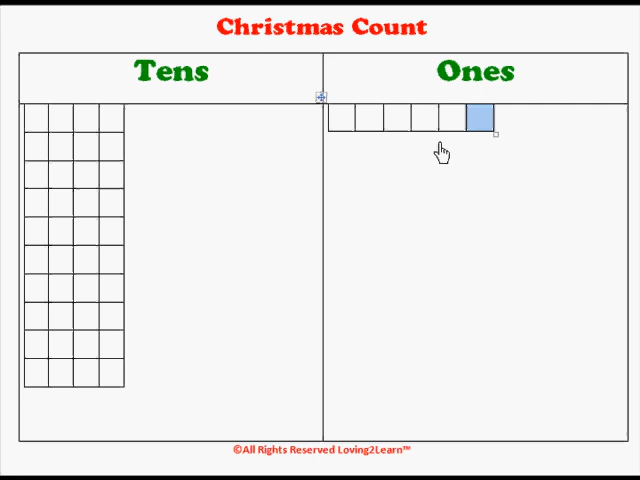 Christmas Count
Tens
Ones
©All Rights Reserved Loving2Learn™